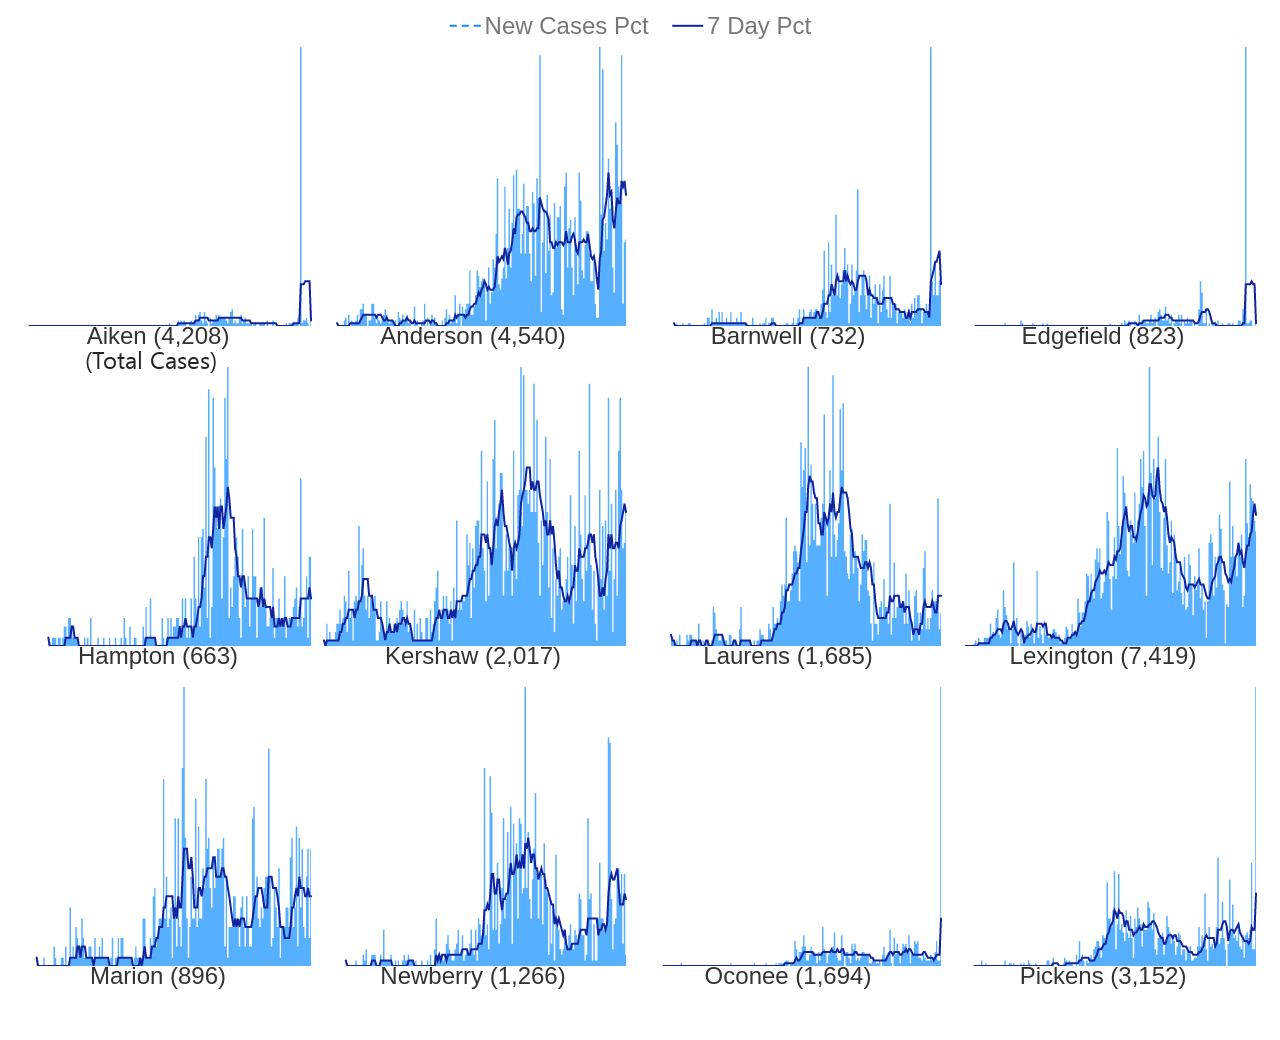 New Cases Pct 7 Day Pct
Aiken (4,208) Anderson (4,540) Barnwell (732) Edgefield (823)
(Total Cases)
Hampton (663) Kershaw (2,017) Laurens (1,685) Lexington (7,419)
Marion (896) Newberry (1,266) Oconee (1,694) Pickens (3,152)